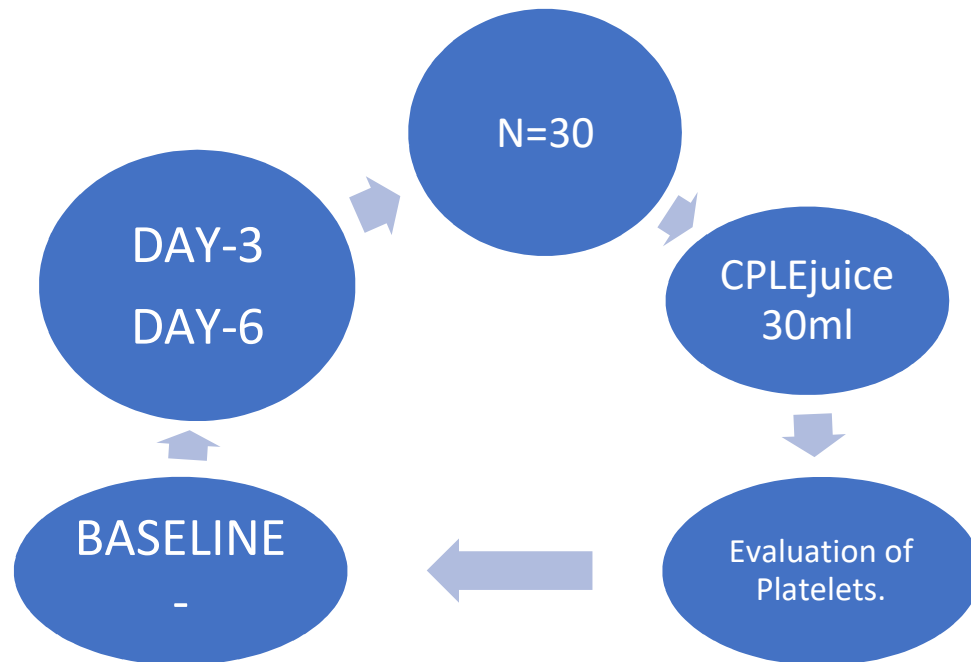 N=30
CPLEjuice
30ml
Evaluation of
Platelets.
BASELINE
-
DAY-3
DAY-6